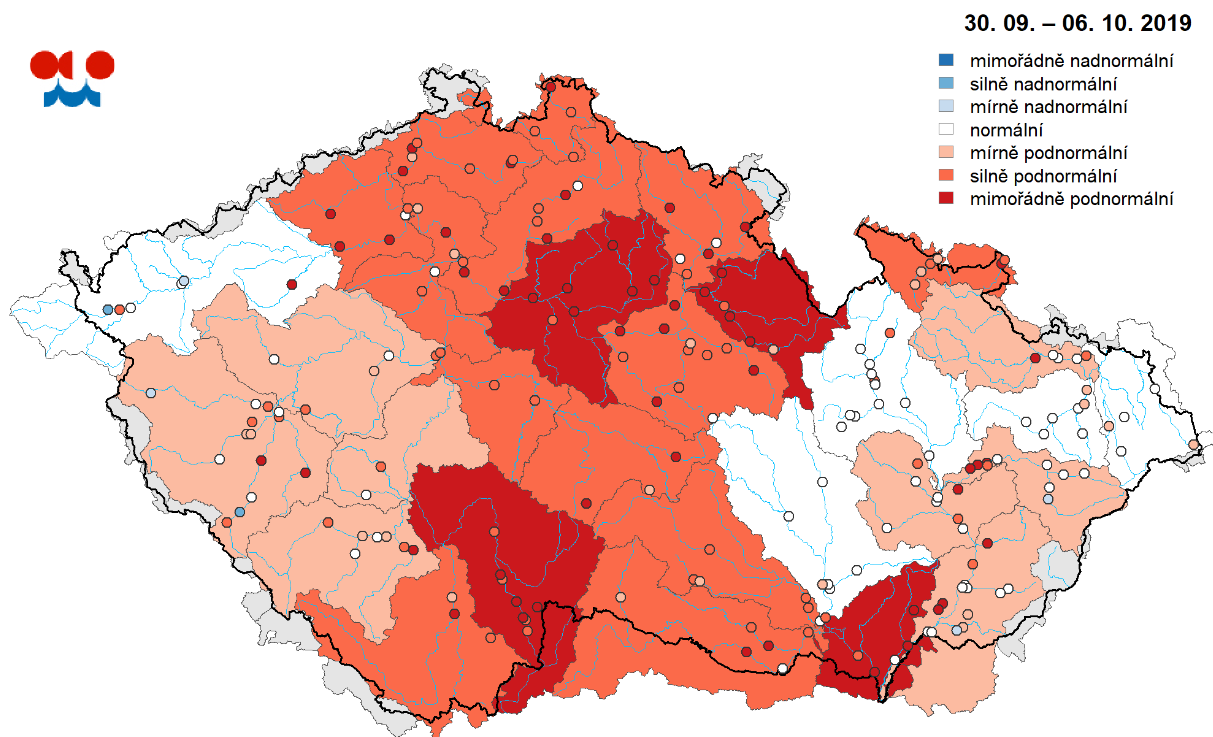 30. 09. – 06. 10. 2019
mimořádně nadnormální
silně nadnormální
mírně nadnormální
normální
mírně podnormální
silně podnormální
mimořádně podnormální